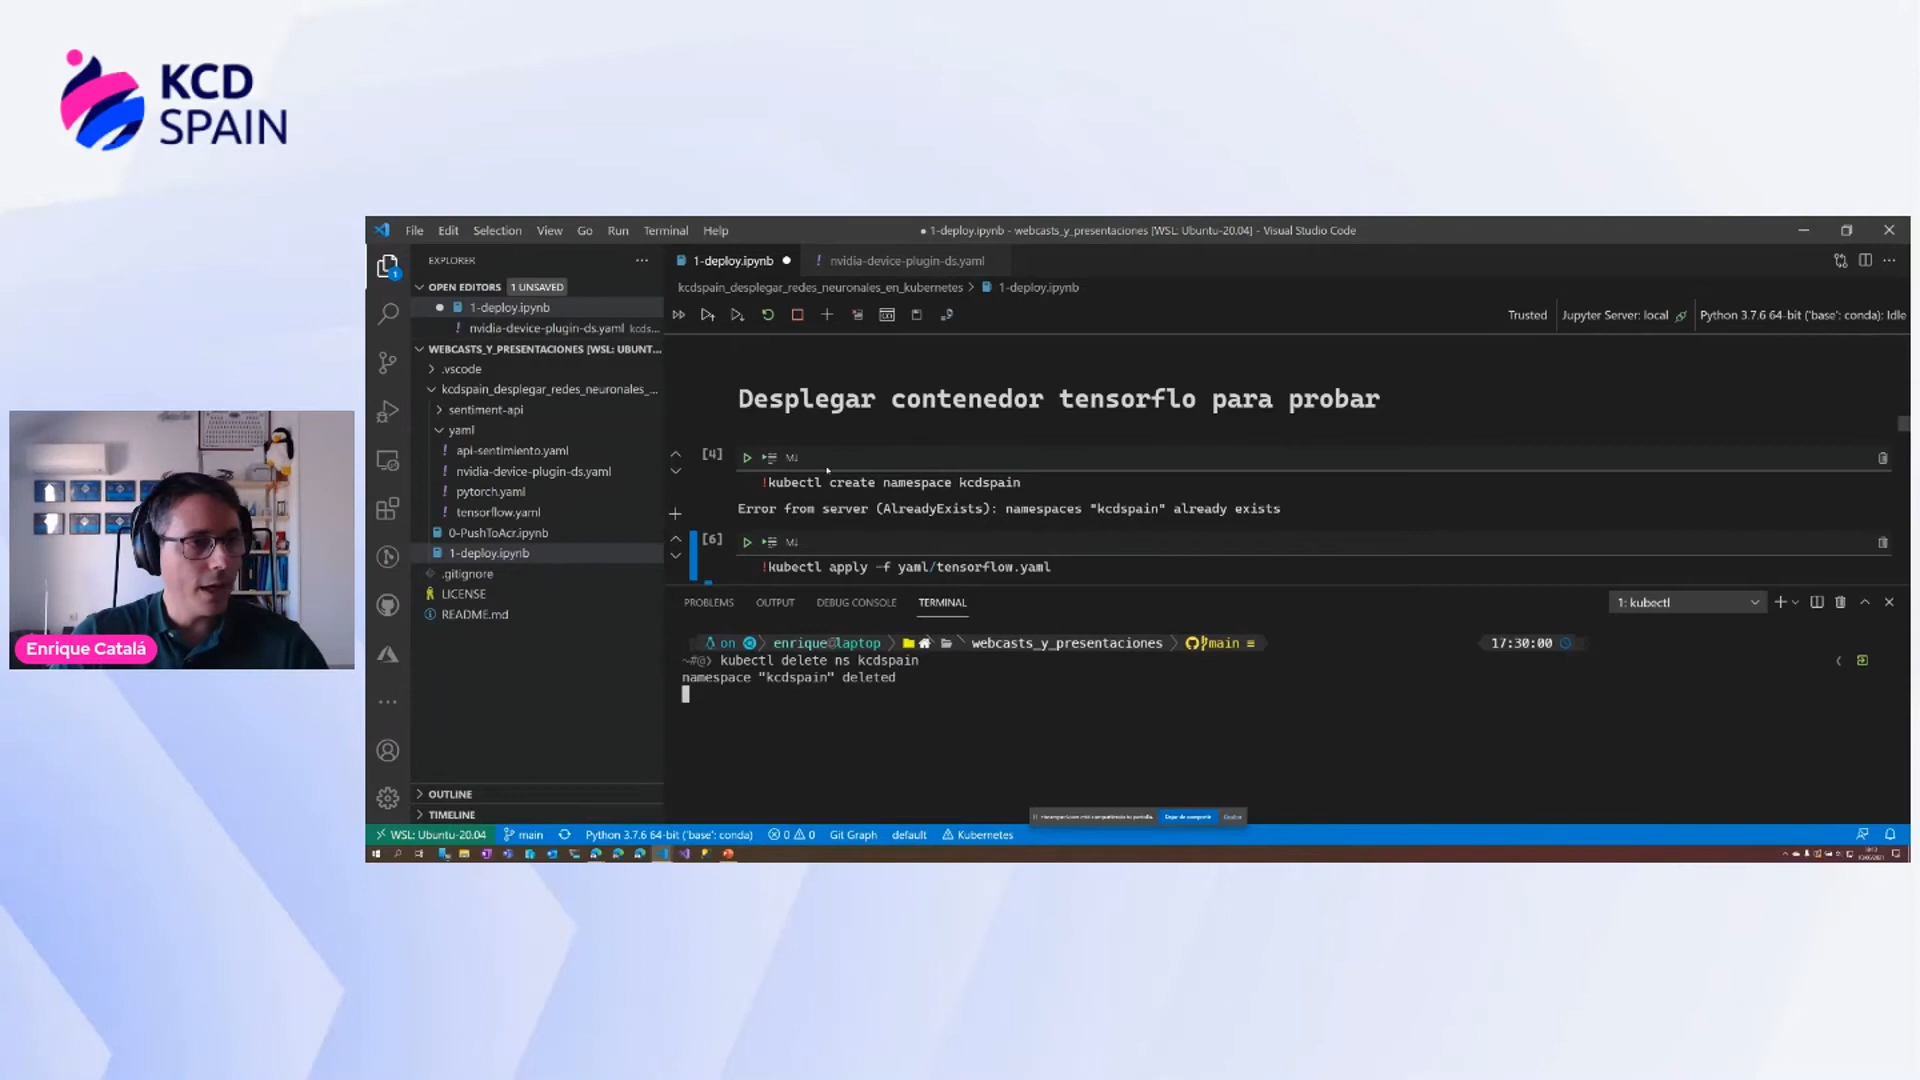 KCD
SPAIN
File Edit Selection View Go Run Terminal Help
1-deploy.ipynb - webcasts_y_presentaciones [WSL: Ubuntu-20.04] - Visual Studio Code
EXPLORER
1-deploy.ipynb
nvidia-device-plugin-ds.yaml
OPEN EDITORS 1 UNSAVED
kcdspain_desplegar_redes_neuronales_en_kubernetes > 1-deploy.ipynb
1-deploy.ipynb
nvidia-device-plugin-ds.yaml kcds...
Trusted
Jupyter Server: local
Python 3.7.6 64-bit ('base': conda): Idle
WEBCASTS_Y_PRESENTACIONES [WSL: UBUNT...
.vscode
kcdspain_desplegar_redes_neuronales_...
sentiment-api
yaml
api-sentimiento.yaml
nvidia-device-plugin-ds.yaml
pytorch.yaml
tensorflow.yaml
0-PushToAcr.ipynb
1-deploy.ipynb
.gitignore
LICENSE
README.md
OUTLINE
TIMELINE
Desplegar contenedor tensorflo para probar
[4]
M↓
!kubectl create namespace kcdspain
Error from server (AlreadyExists): namespaces "kcdspain" already exists
[6]
M↓
!kubectl apply -f yaml/tensorflow.yaml
PROBLEMS OUTPUT DEBUG CONSOLE TERMINAL
1: kubectl
on enrique@laptop webcasts_y_presentaciones main ≡ 17:30:00
~#@> kubectl delete ns kcdspain
namespace "kcdspain" deleted
Enrique Catalá
Dejar de compartir
WSL: Ubuntu-20.04 main Python 3.7.6 64-bit ('base': conda) 0 0 Git Graph default Kubernetes